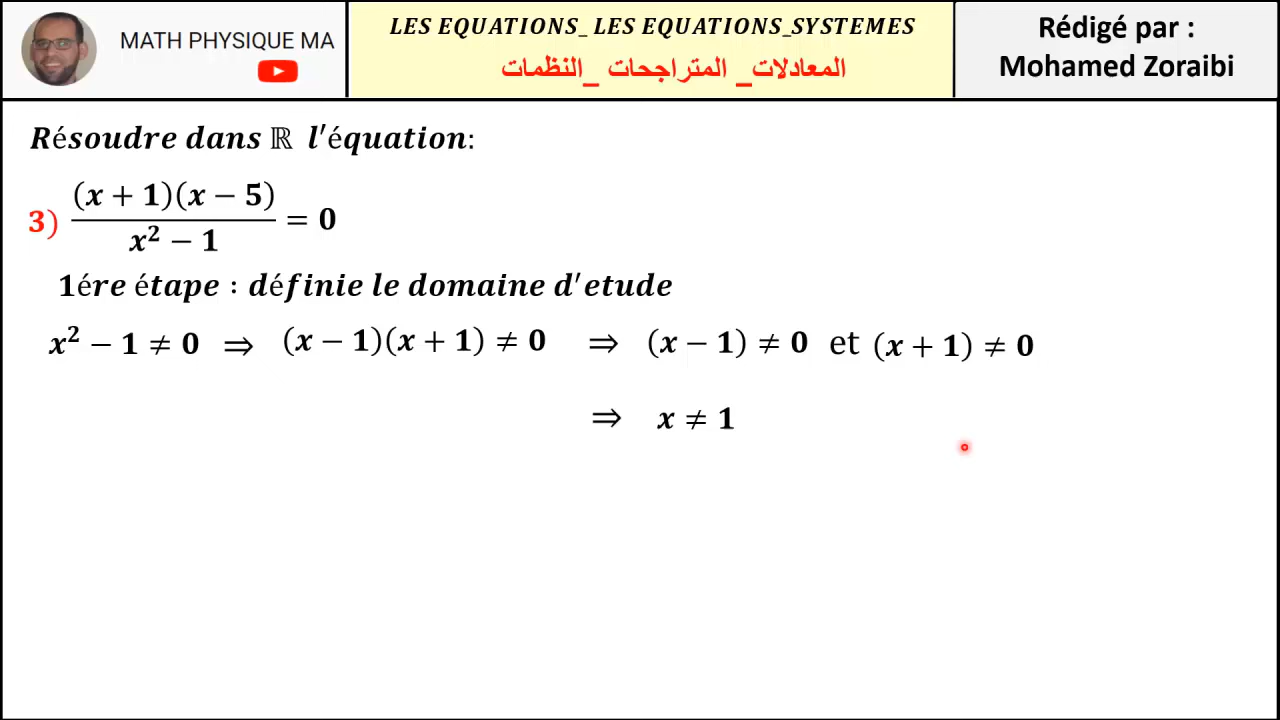 MATH PHYSIQUE MA
LES EQUATIONS_ LES EQUATIONS_SYSTEMES
المعادلات_ المتراجحات _النظمات
Rédigé par :
Mohamed Zoraibi
Résoudre dans ℝ l'équation:
3) (x + 1)(x − 5) / x² − 1 = 0
1ére étape : définie le domaine d'etude
x² − 1 ≠ 0 ⇒ (x − 1)(x + 1) ≠ 0 ⇒ (x − 1) ≠ 0 et (x + 1) ≠ 0
⇒ x ≠ 1